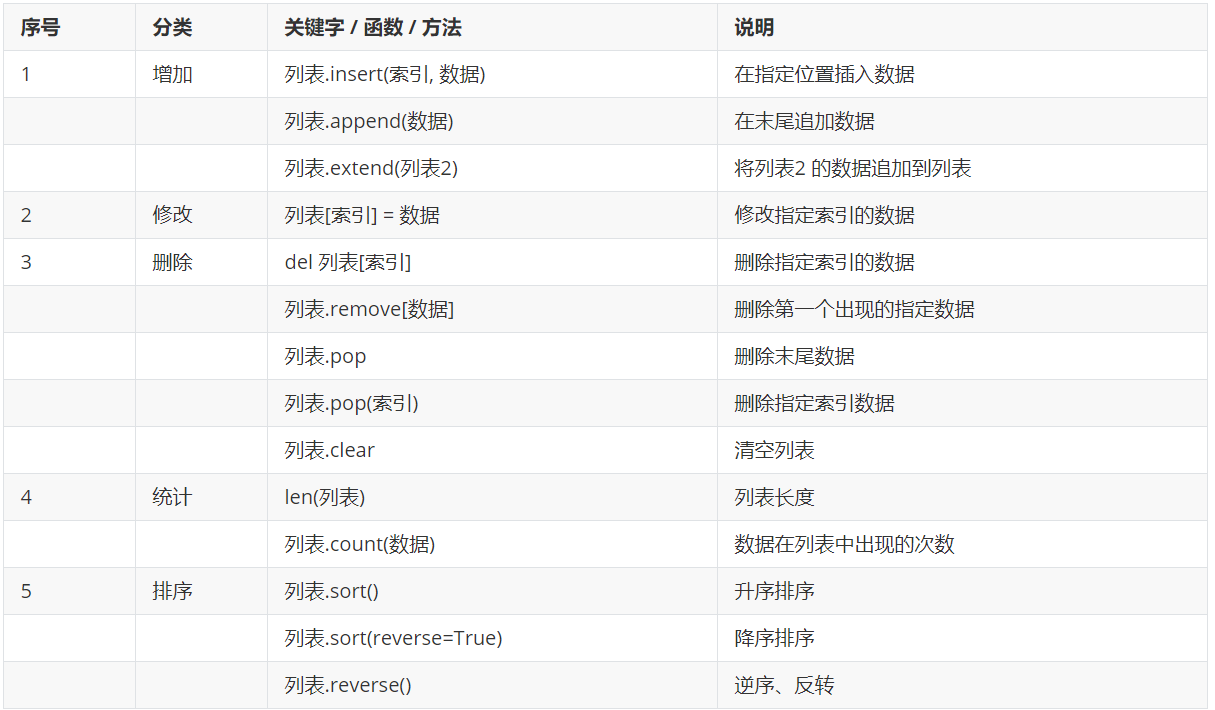 序号 分类 关键字 / 函数 / 方法 说明
1 增加 列表.insert(索引, 数据) 在指定位置插入数据
列表.append(数据) 在末尾追加数据
列表.extend(列表2) 将列表2 的数据追加到列表
2 修改 列表[索引] = 数据 修改指定索引的数据
3 删除 del 列表[索引] 删除指定索引的数据
列表.remove[数据] 删除第一个出现的指定数据
列表.pop 删除末尾数据
列表.pop(索引) 删除指定索引数据
列表.clear 清空列表
4 统计 len(列表) 列表长度
列表.count(数据) 数据在列表中出现的次数
5 排序 列表.sort() 升序排序
列表.sort(reverse=True) 降序排序
列表.reverse() 逆序、反转